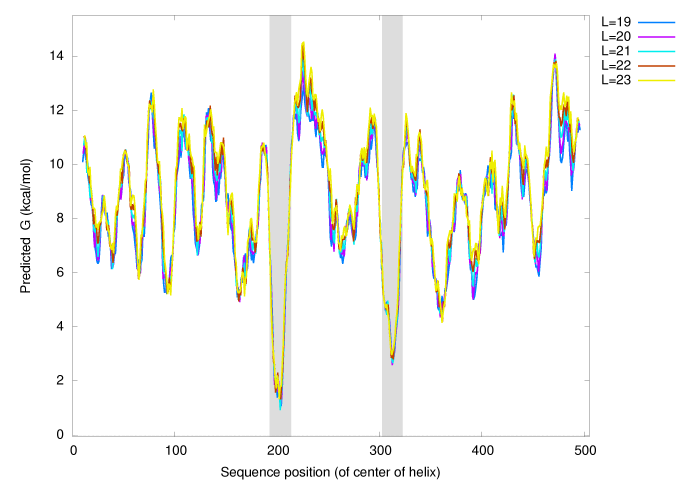 L=19
L=20
L=21
L=22
L=23
14
12
10
8
6
4
2
0
Predicted G (kcal/mol)
0 100 200 300 400 500
Sequence position (of center of helix)